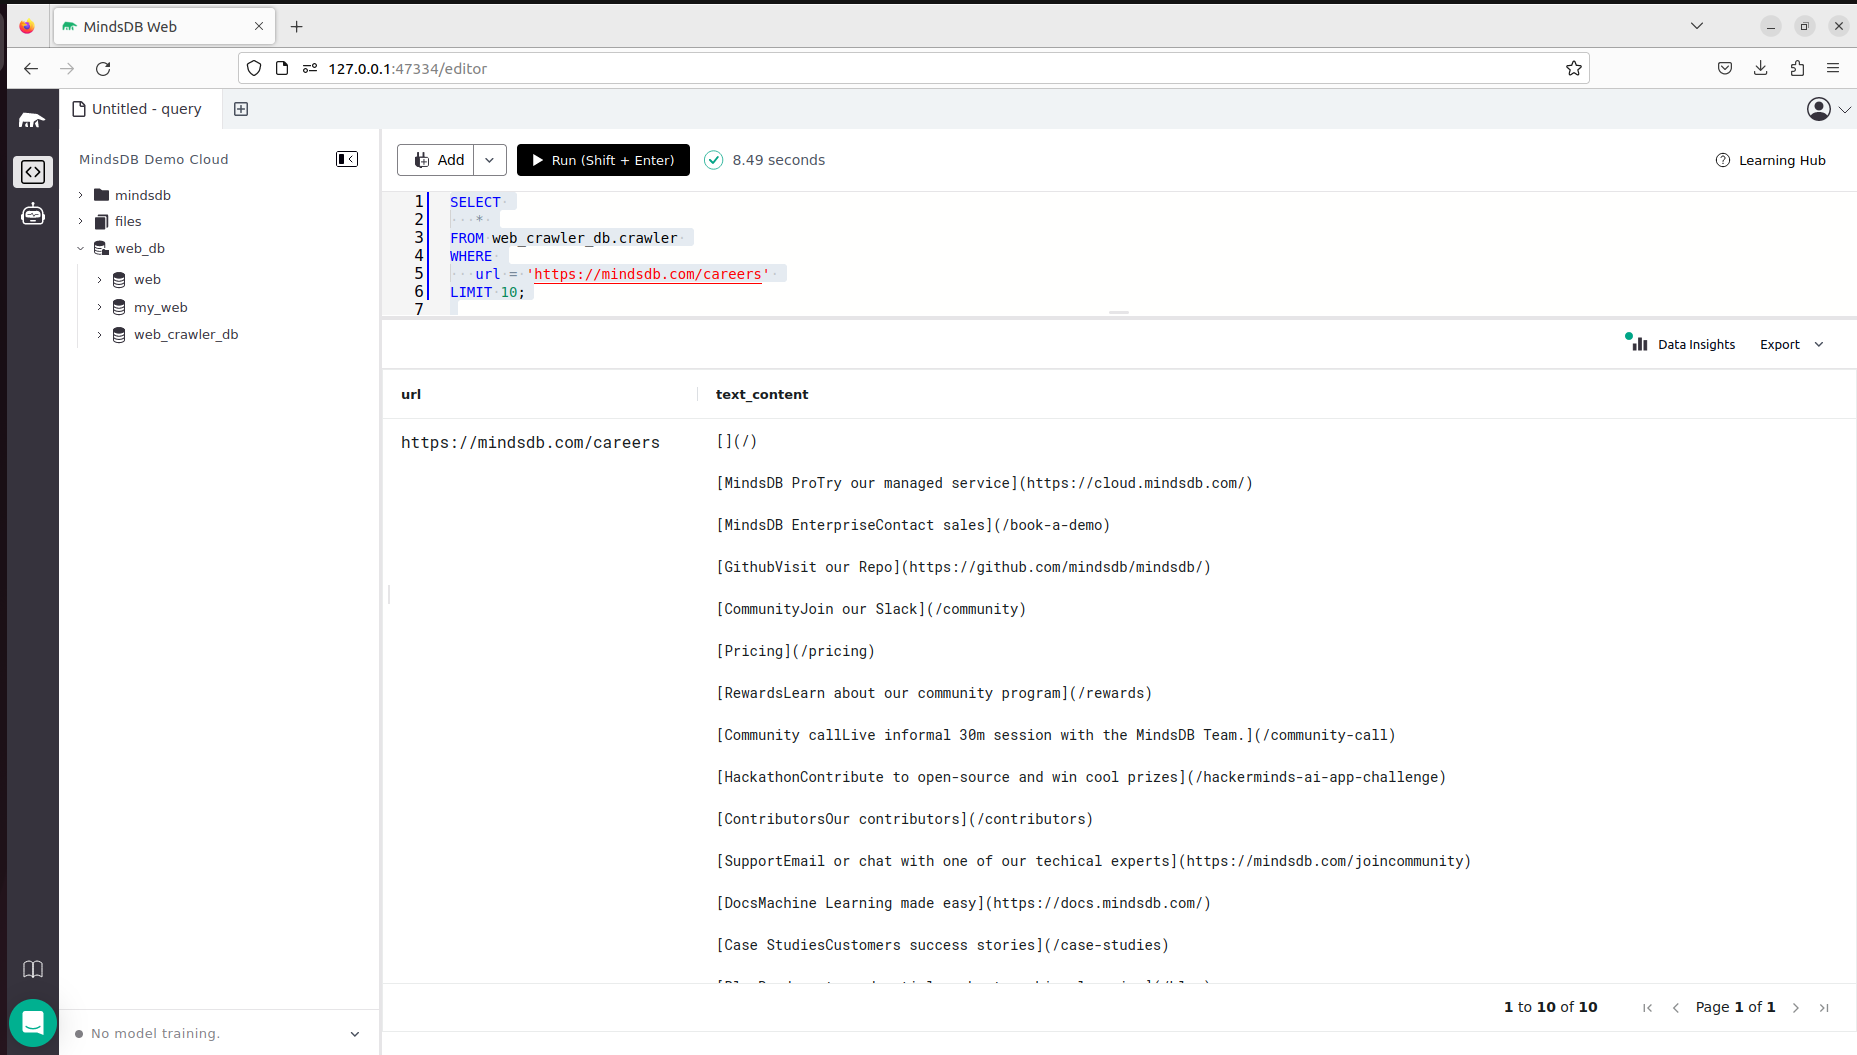 MindsDB Web
127.0.0.1:47334/editor
Untitled - query
MindsDB Demo Cloud
mindsdb
files
web_db
web
my_web
web_crawler_db
Add
Run (Shift + Enter)
8.49 seconds
Learning Hub
1 SELECT
2 *
3 FROM web_crawler_db.crawler
4 WHERE
5 url = 'https://mindsdb.com/careers'
6 LIMIT 10;
7
Data Insights
Export
url text_content
https://mindsdb.com/careers [](/)
[MindsDB ProTry our managed service](https://cloud.mindsdb.com/)
[MindsDB EnterpriseContact sales](/book-a-demo)
[GithubVisit our Repo](https://github.com/mindsdb/mindsdb/)
[CommunityJoin our Slack](/community)
[Pricing](/pricing)
[RewardsLearn about our community program](/rewards)
[Community callLive informal 30m session with the MindsDB Team.](/community-call)
[HackathonContribute to open-source and win cool prizes](/hackerminds-ai-app-challenge)
[ContributorsOur contributors](/contributors)
[SupportEmail or chat with one of our techical experts](https://mindsdb.com/joincommunity)
[DocsMachine Learning made easy](https://docs.mindsdb.com/)
[Case StudiesCustomers success stories](/case-studies)
1 to 10 of 10
Page 1 of 1
No model training.